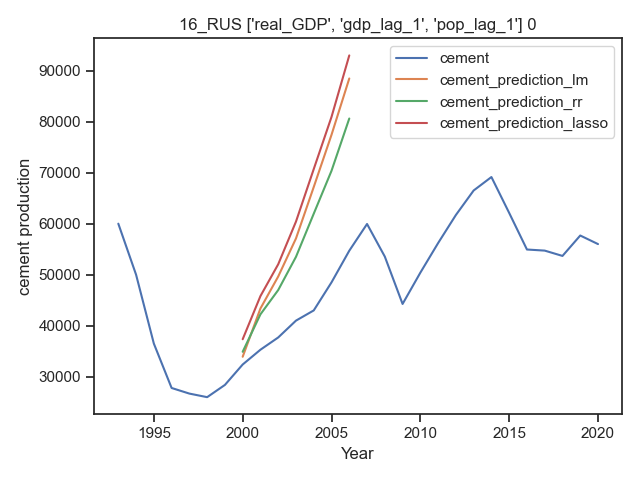 16_RUS ['real_GDP', 'gdp_lag_1', 'pop_lag_1'] 0
cement
cement_prediction_lm
cement_prediction_rr
cement_prediction_lasso
cement production
90000
80000
70000
60000
50000
40000
30000
1995
2000
2005
2010
2015
2020
Year